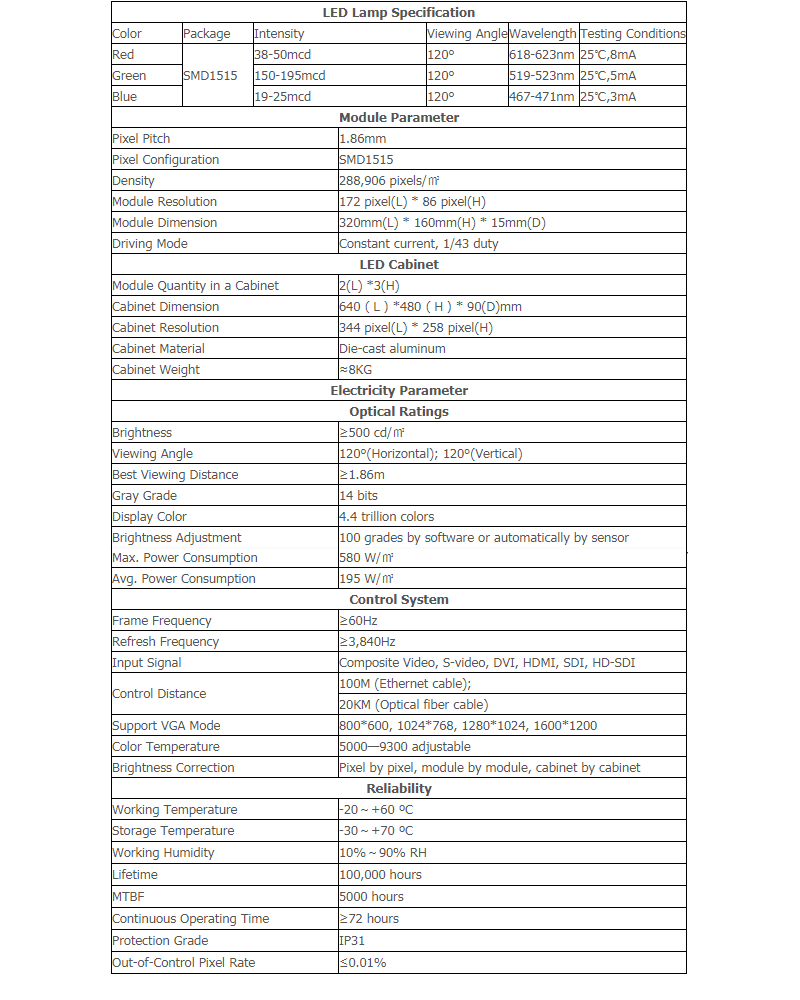 LED Lamp Specification
Color Package Intensity Viewing Angle Wavelength Testing Conditions
Red 38-50mcd 120º 618-623nm 25℃,8mA
Green SMD1515 150-195mcd 120º 519-523nm 25℃,5mA
Blue 19-25mcd 120º 467-471nm 25℃,3mA
Module Parameter
Pixel Pitch 1.86mm
Pixel Configuration SMD1515
Density 288,906 pixels/㎡
Module Resolution 172 pixel(L) * 86 pixel(H)
Module Dimension 320mm(L) * 160mm(H) * 15mm(D)
Driving Mode Constant current, 1/43 duty
LED Cabinet
Module Quantity in a Cabinet 2(L) *3(H)
Cabinet Dimension 640（L）*480（H）* 90(D)mm
Cabinet Resolution 344 pixel(L) * 258 pixel(H)
Cabinet Material Die-cast aluminum
Cabinet Weight ≈8KG
Electricity Parameter
Optical Ratings
Brightness ≥500 cd/㎡
Viewing Angle 120º(Horizontal); 120º(Vertical)
Best Viewing Distance ≥1.86m
Gray Grade 14 bits
Display Color 4.4 trillion colors
Brightness Adjustment 100 grades by software or automatically by sensor
Max. Power Consumption 580 W/㎡
Avg. Power Consumption 195 W/㎡
Control System
Frame Frequency ≥60Hz
Refresh Frequency ≥3,840Hz
Input Signal Composite Video, S-video, DVI, HDMI, SDI, HD-SDI
Control Distance 100M (Ethernet cable);
20KM (Optical fiber cable)
Support VGA Mode 800*600, 1024*768, 1280*1024, 1600*1200
Color Temperature 5000—9300 adjustable
Brightness Correction Pixel by pixel, module by module, cabinet by cabinet
Reliability
Working Temperature -20～+60 ºC
Storage Temperature -30～+70 ºC
Working Humidity 10%～90% RH
Lifetime 100,000 hours
MTBF 5000 hours
Continuous Operating Time ≥72 hours
Protection Grade IP31
Out-of-Control Pixel Rate ≤0.01%